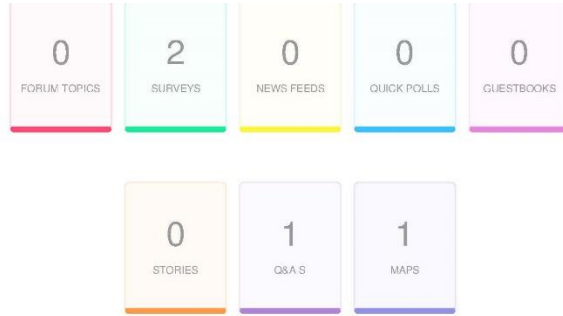 0 2 0 0 0
FORUM TOPICS SURVEYS NEWS FEEDS QUICK POLLS GUESTBOOKS
0 1 1
STORIES Q&A S MAPS